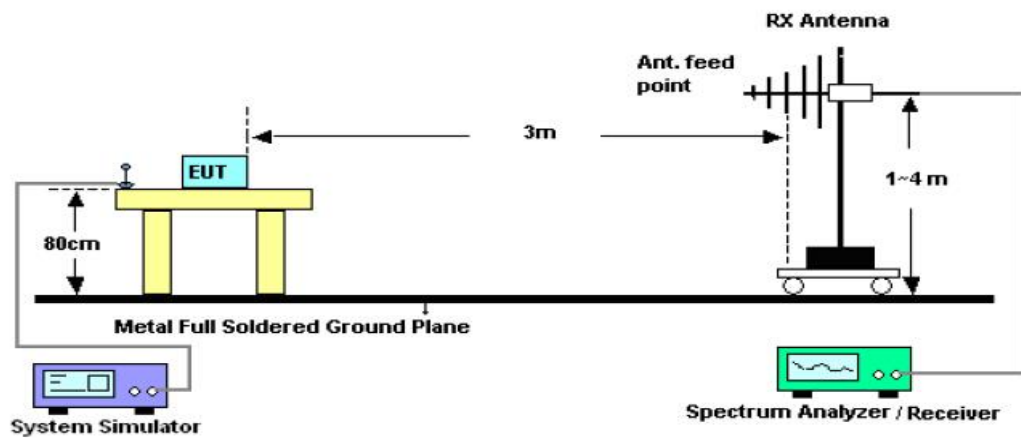 RX Antenna
Ant. feed
point
3m
EUT
1~4 m
80cm
Metal Full Soldered Ground Plane
System Simulator
Spectrum Analyzer / Receiver